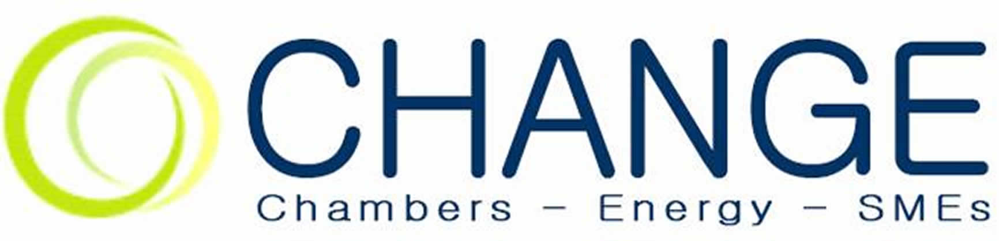 CHANGE
Chambers – Energy – SMEs